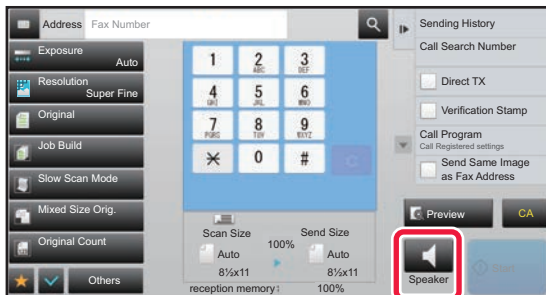 Address Fax Number
Sending History
Call Search Number
Direct TX
Verification Stamp
Call Program
Call Registered settings
Send Same Image
as Fax Address
Exposure
Auto
Resolution
Super Fine
Original
Job Build
Slow Scan Mode
Mixed Size Orig.
Original Count
Others
1
2 ABC
3 DEF
4 GHI
5 JKL
6 MNO
7 PQRS
8 TUV
9 WXYZ
0
#
C
Scan Size
100%
Send Size
Auto
Auto
8½x11
8½x11
reception memory: 100%
Preview
CA
Speaker
Start